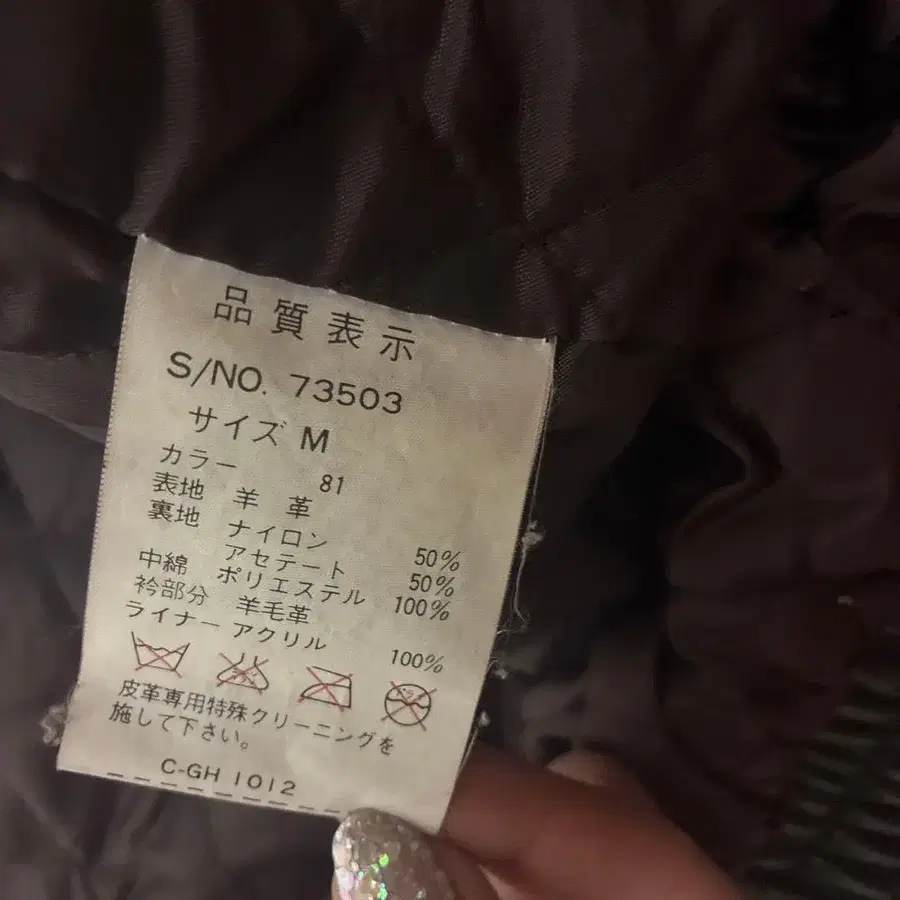 品質表示
S/NO. 73503
サイズ M
カラー 81
表地 羊 革
裏地 ナイロン 50%
アセテート 50%
中綿 ポリエステル 100%
衿部分 羊毛革
ライナー アクリル 100%
皮革専用特殊クリーニングを
施して下さい。
C-GH 1012